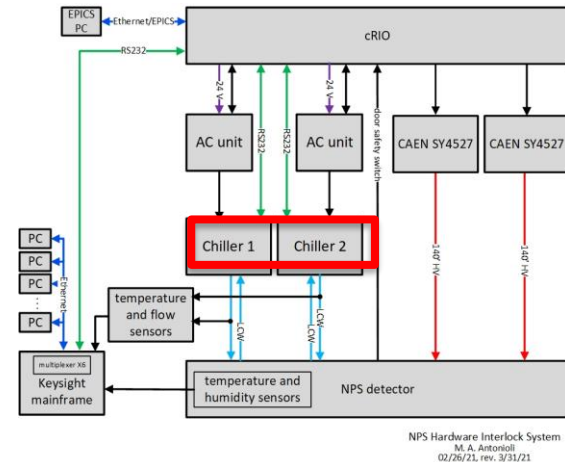 EPICS
PC
Ethernet/EPICS
cRIO
RS232
24 V
RS232
RS232
24 V
door safety switch
AC unit
AC unit
CAEN SY4527
CAEN SY4527
Chiller 1
Chiller 2
140' HV
140' HV
PC
PC
PC
PC
Ethernet
temperature
and flow
sensors
LCW
LCW
LCW
multiplexer X6
Keysight
mainframe
temperature and
humidity sensors
NPS detector
NPS Hardware Interlock System
M. A. Antonioli
02/26/21, rev. 3/31/21